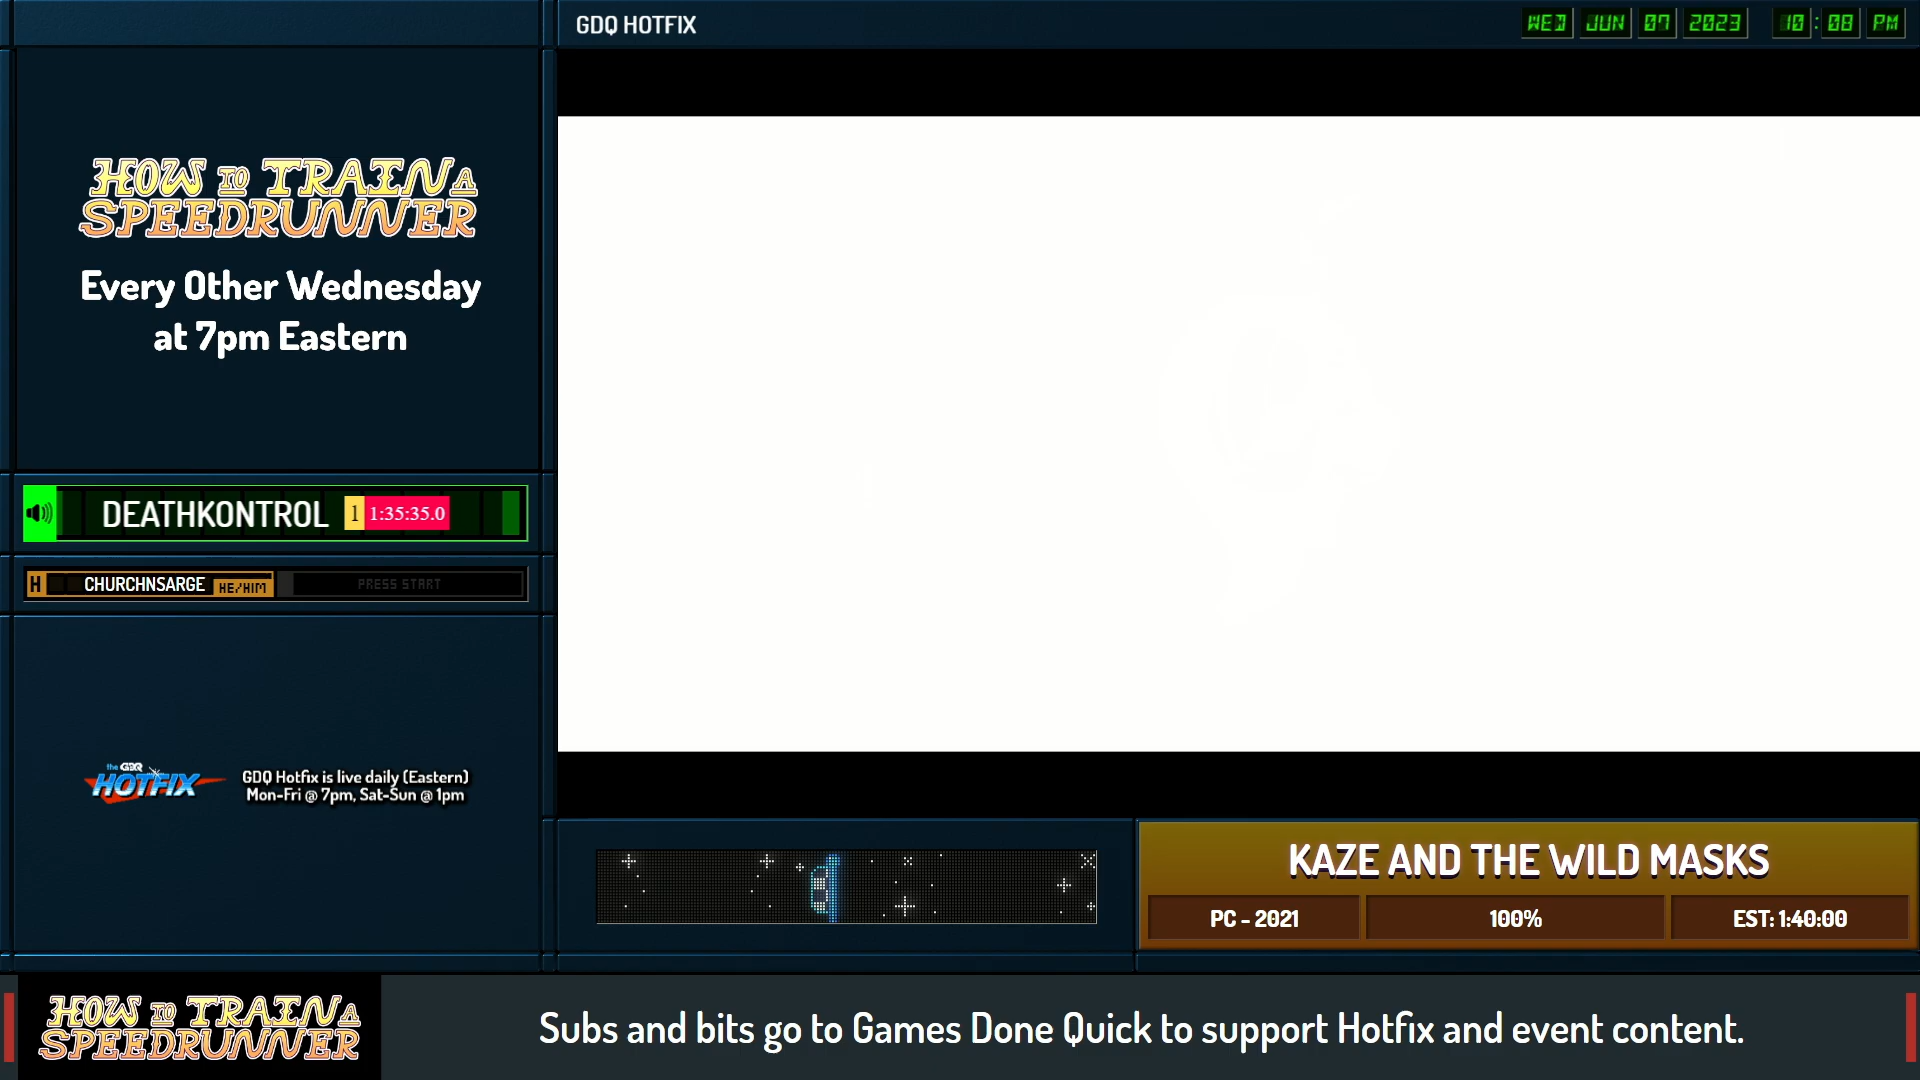 GDQ HOTFIX
WED JUN 07 2023 10:08 PM
HOW TO TRAIN A
SPEEDRUNNER
Every Other Wednesday
at 7pm Eastern
DEATHKONTROL 1 1:35:35.0
H CHURCHNSARGE HE/HIM PRESS START
the GDQ
HOTFIX
GDQ Hotfix is live daily (Eastern)
Mon-Fri @ 7pm, Sat-Sun @ 1pm
KAZE AND THE WILD MASKS
PC - 2021 100% EST: 1:40:00
HOW TO TRAIN A
SPEEDRUNNER
Subs and bits go to Games Done Quick to support Hotfix and event content.